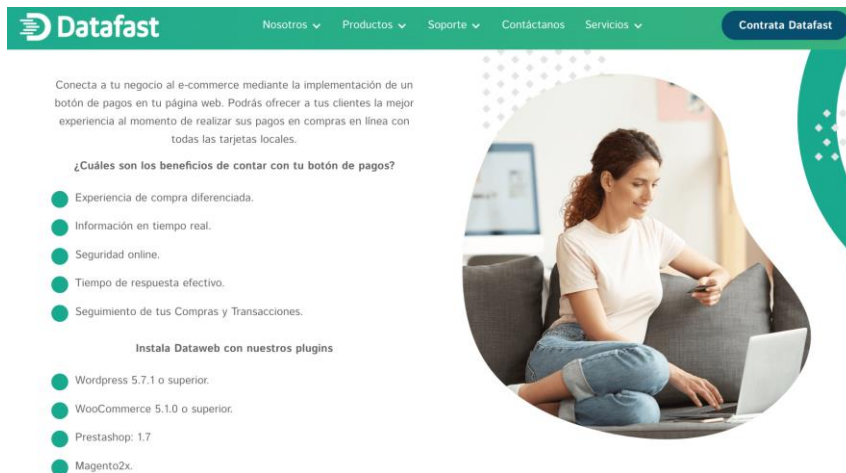 Datafast
Nosotros
Productos
Soporte
Contáctanos
Servicios
Contrata Datafast
Conecta a tu negocio al e-commerce mediante la implementación de un
botón de pagos en tu página web. Podrás ofrecer a tus clientes la mejor
experiencia al momento de realizar sus pagos en compras en línea con
todas las tarjetas locales.
¿Cuáles son los beneficios de contar con tu botón de pagos?
Experiencia de compra diferenciada.
Información en tiempo real.
Seguridad online.
Tiempo de respuesta efectivo.
Seguimiento de tus Compras y Transacciones.
Instala Dataweb con nuestros plugins
Wordpress 5.7.1 o superior.
WooCommerce 5.1.0 o superior.
Prestashop: 1.7
Magento2x.